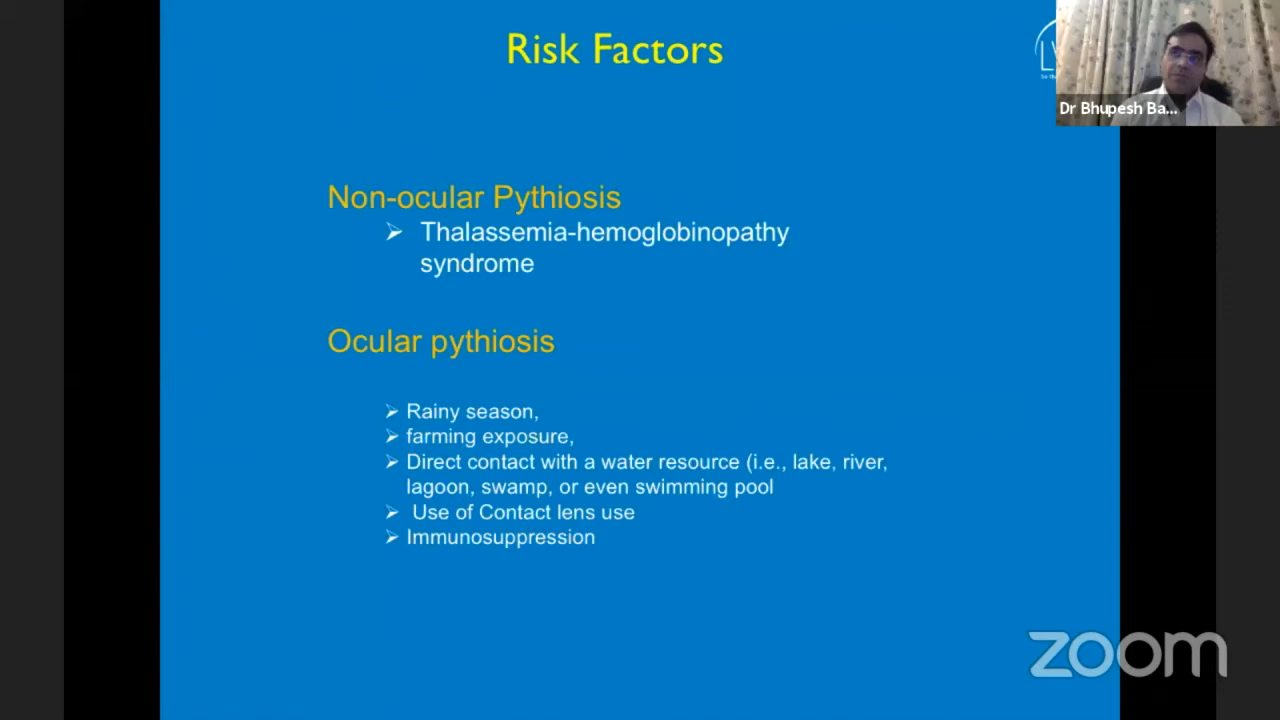 Risk Factors
Dr Bhupesh Ba...
Non-ocular Pythiosis
➢ Thalassemia-hemoglobinopathy
syndrome
Ocular pythiosis
➢ Rainy season,
➢ farming exposure,
➢ Direct contact with a water resource (i.e., lake, river,
lagoon, swamp, or even swimming pool
➢ Use of Contact lens use
➢ Immunosuppression
zoom